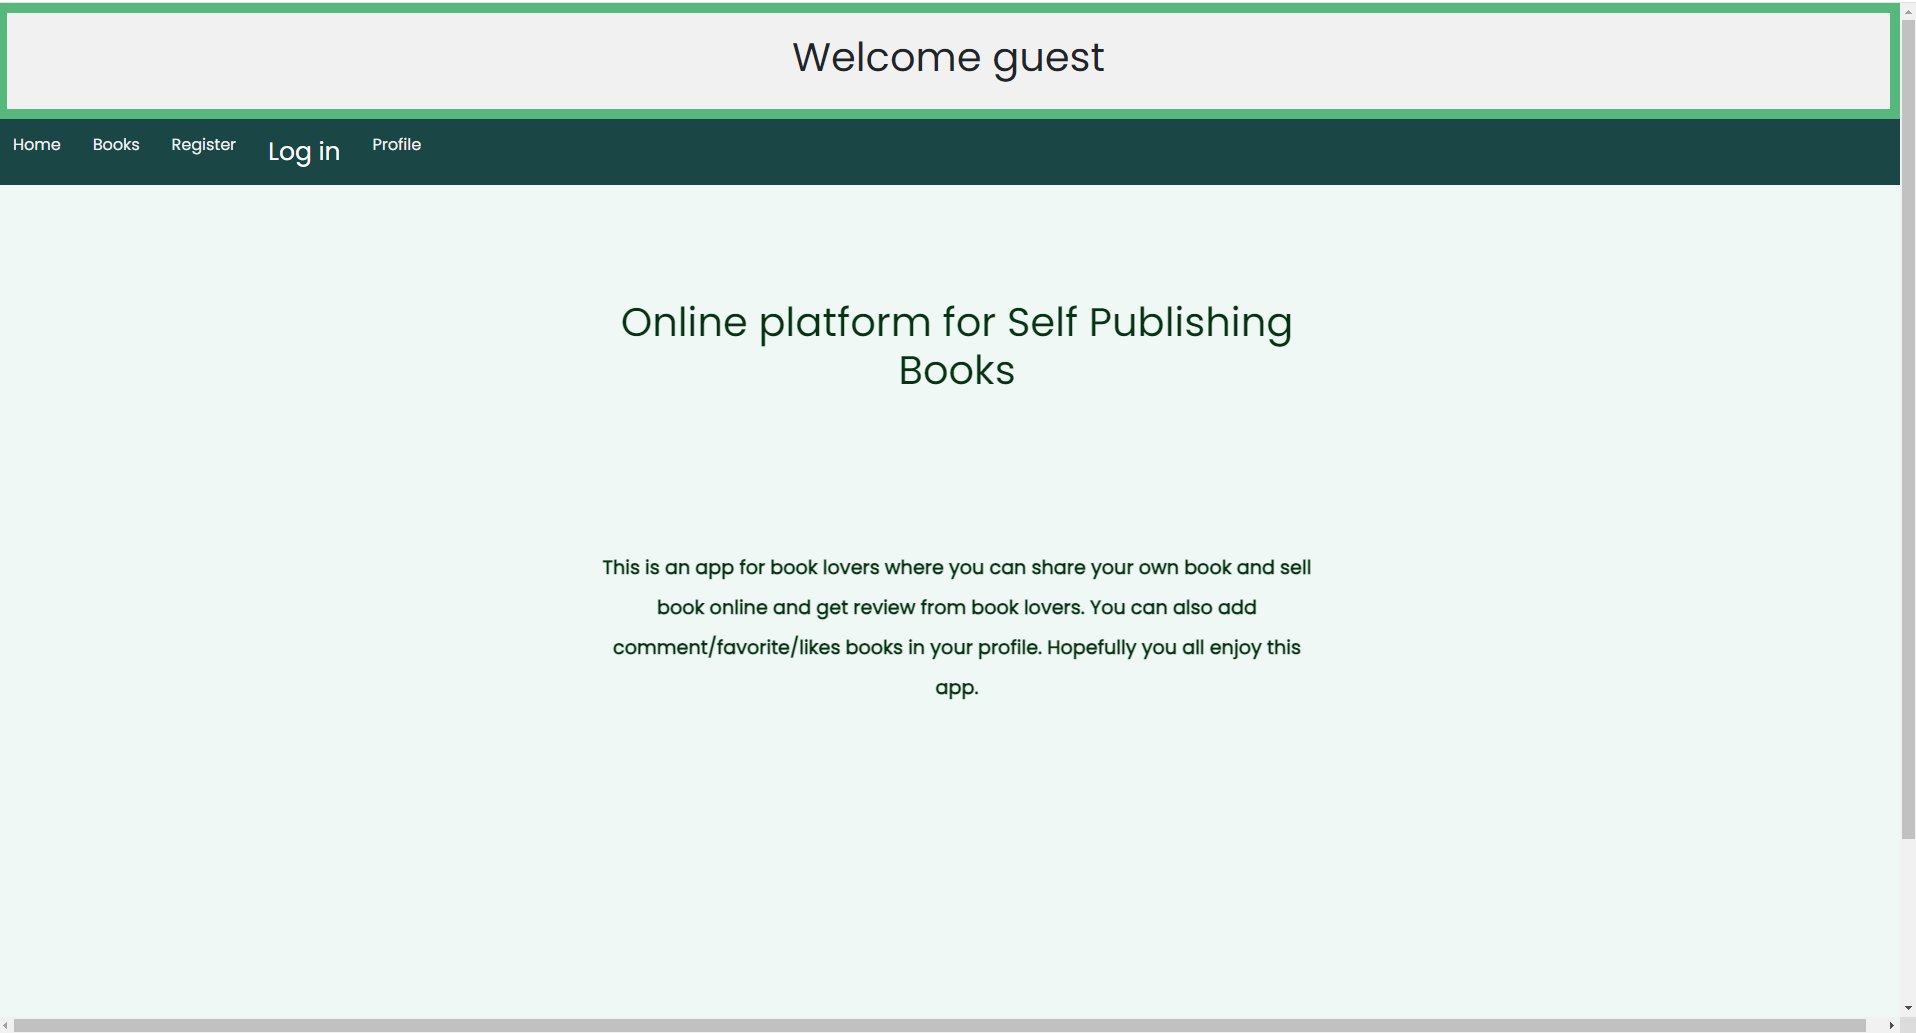 Welcome guest
Home Books Register Log in Profile
Online platform for Self Publishing
Books
This is an app for book lovers where you can share your own book and sell
book online and get review from book lovers. You can also add
comment/favorite/likes books in your profile. Hopefully you all enjoy this
app.